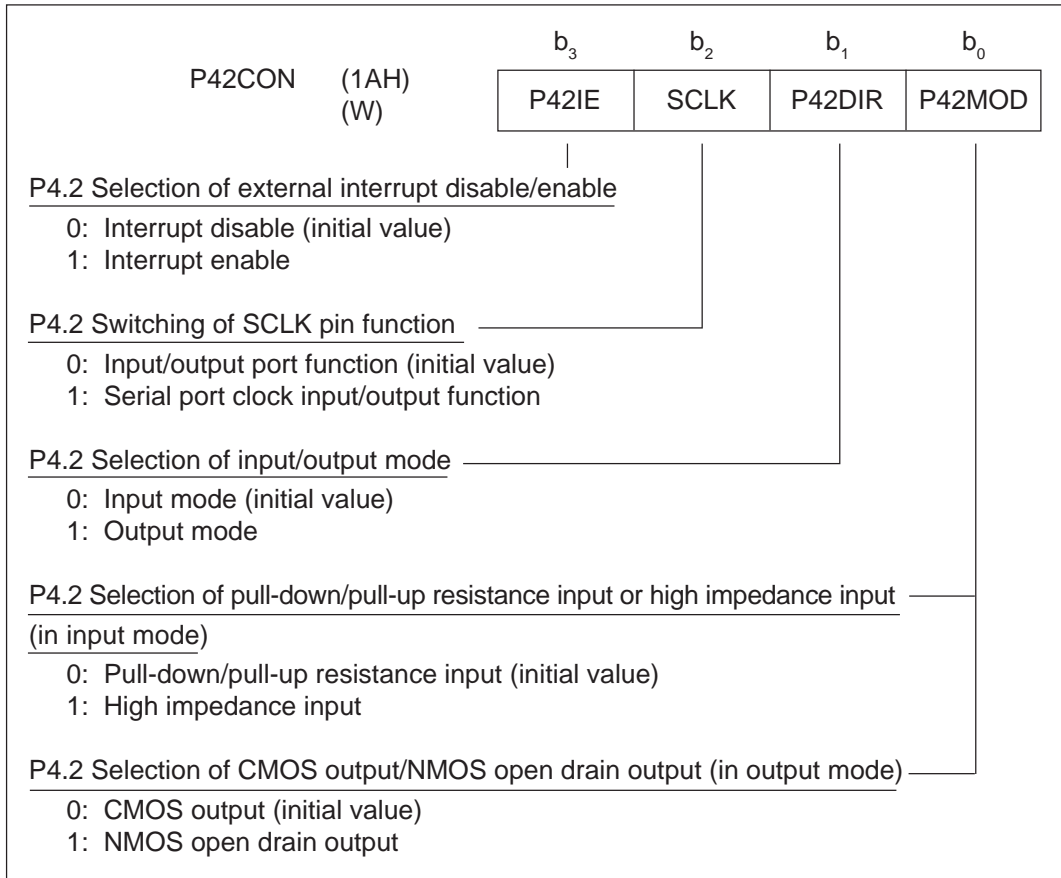 b3 b2 b1 b0
P42CON (1AH) P42IE SCLK P42DIR P42MOD
(W)
P4.2 Selection of external interrupt disable/enable
0: Interrupt disable (initial value)
1: Interrupt enable
P4.2 Switching of SCLK pin function
0: Input/output port function (initial value)
1: Serial port clock input/output function
P4.2 Selection of input/output mode
0: Input mode (initial value)
1: Output mode
P4.2 Selection of pull-down/pull-up resistance input or high impedance input
(in input mode)
0: Pull-down/pull-up resistance input (initial value)
1: High impedance input
P4.2 Selection of CMOS output/NMOS open drain output (in output mode)
0: CMOS output (initial value)
1: NMOS open drain output